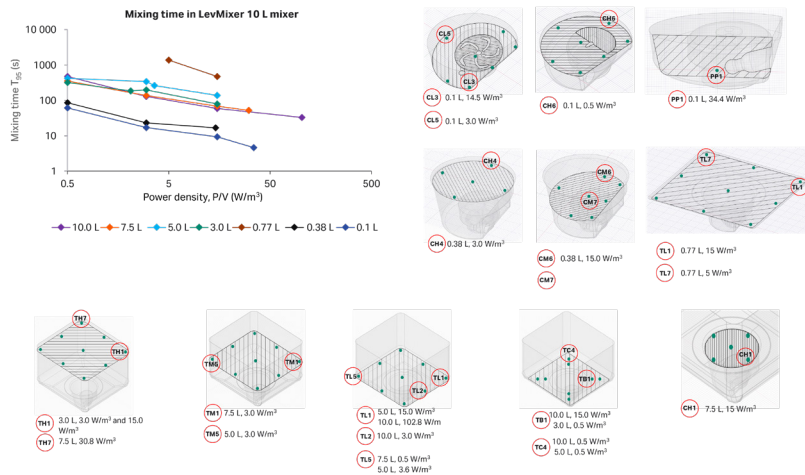 Mixing time in LevMixer 10 L mixer
Mixing time T95 (s)
10 000
1 000
100
10
1
0.5
5
50
500
Power density, P/V (W/m³)
10.0 L
7.5 L
5.0 L
3.0 L
0.77 L
0.38 L
0.1 L
CL5
CL3
CL3 0.1 L, 14.5 W/m³
CL5 0.1 L, 3.0 W/m³
CH6
CH6 0.1 L, 0.5 W/m³
PP1
PP1 0.1 L, 34.4 W/m³
CH4
CH4 0.38 L, 3.0 W/m³
CM6
CM7
CM6 0.38 L, 15.0 W/m³
CM7
TL7
TL1
TL1 0.77 L, 15 W/m³
TL7 0.77 L, 5 W/m³
TH7
TH1
TH1 3.0 L, 3.0 W/m³ and 15.0
W/m³
TH7 7.5 L, 30.8 W/m³
TM1
TM1 7.5 L, 3.0 W/m³
TM5 5.0 L, 3.0 W/m³
TL5
TL1
TL2
TL1 5.0 L, 15.0 W/m³
10.0 L, 102.8 W/m
TL2 10.0 L, 3.0 W/m³
TL5 7.5 L, 0.5 W/m³
5.0 L, 3.6 W/m³
TC4
TB1
TB1 10.0 L, 15.0 W/m³
3.0 L, 0.5 W/m³
TC4 10.0 L, 0.5 W/m³
5.0 L, 0.5 W/m³
CH1
CH1 7.5 L, 15 W/m³